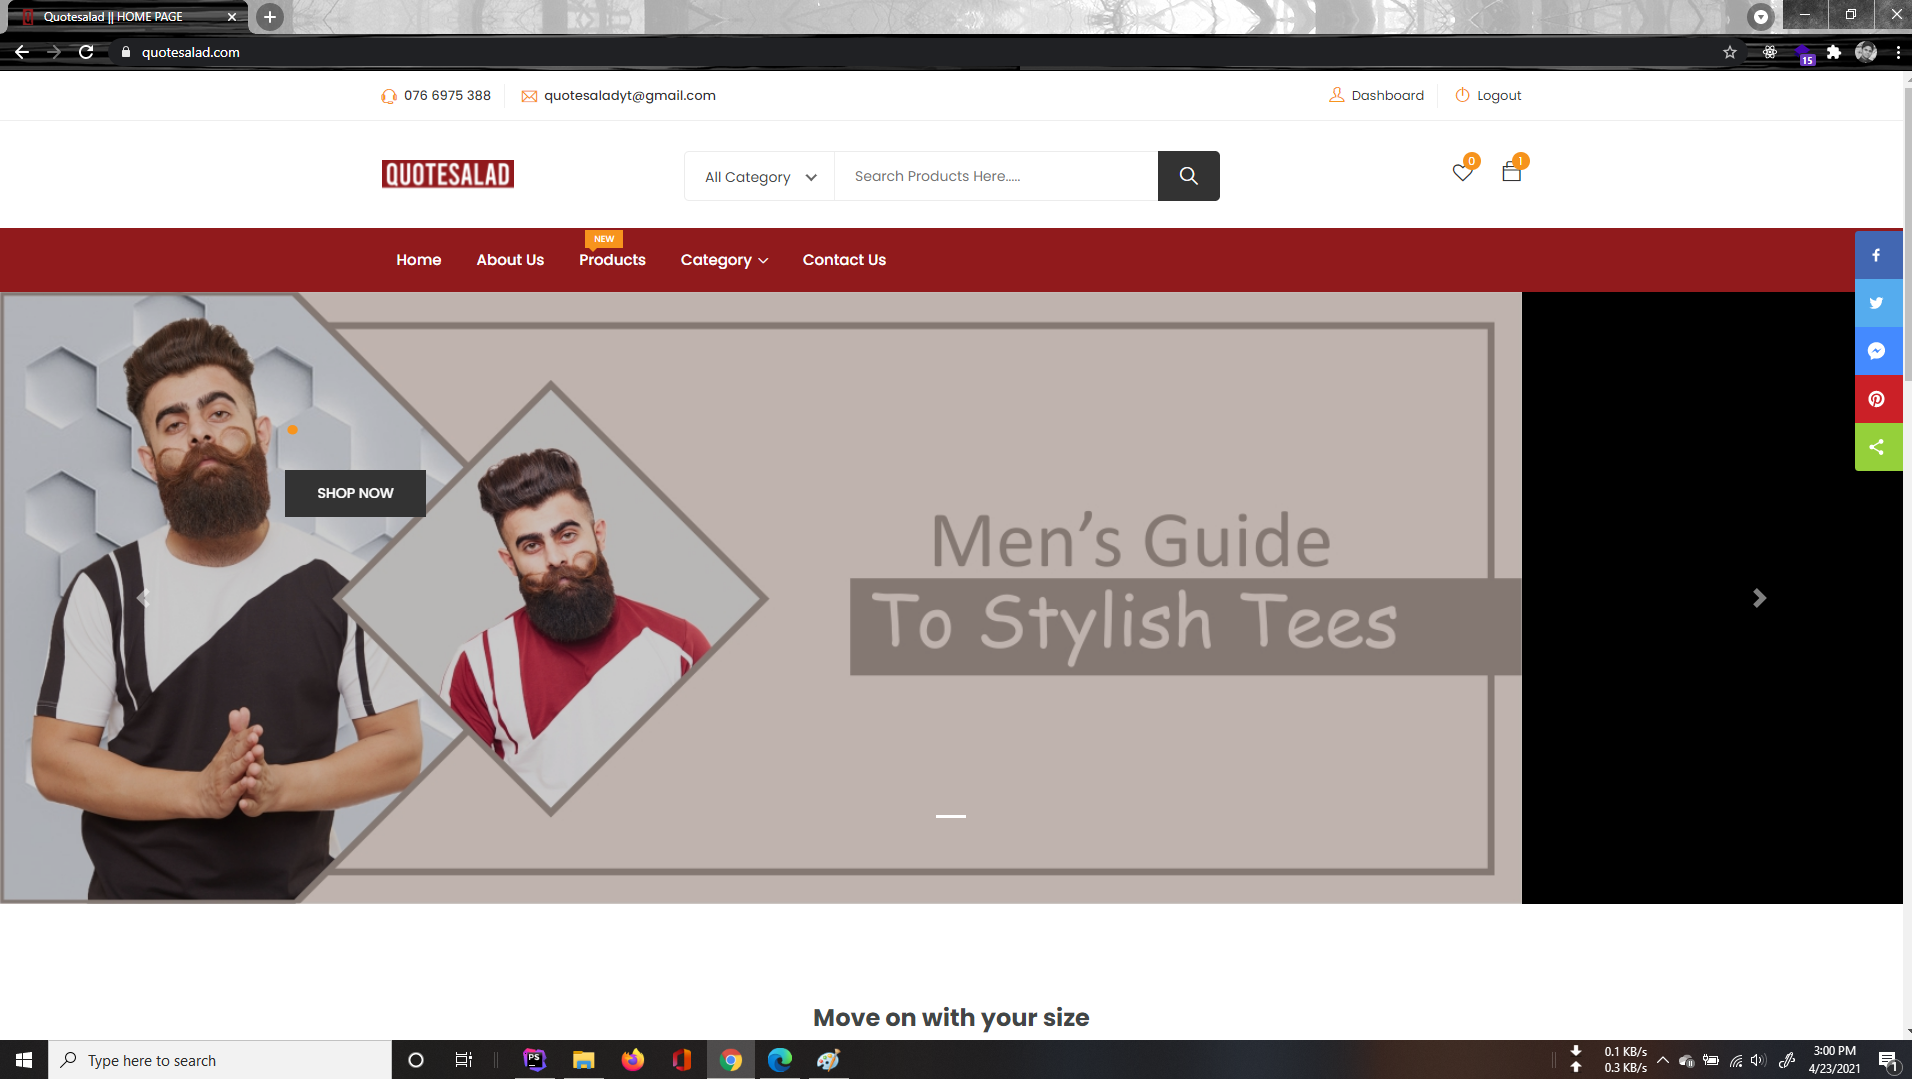 Quotesalad || HOME PAGE
quotesalad.com
15
076 6975 388
quotesaladyt@gmail.com
Dashboard
Logout
QUOTESALAD
All Category
Search Products Here.....
0
1
NEW
Home
About Us
Products
Category
Contact Us
SHOP NOW
Men's Guide
To Stylish Tees
Move on with your size
Type here to search
PS
0.1 KB/s
0.3 KB/s
3:00 PM
4/23/2021
1